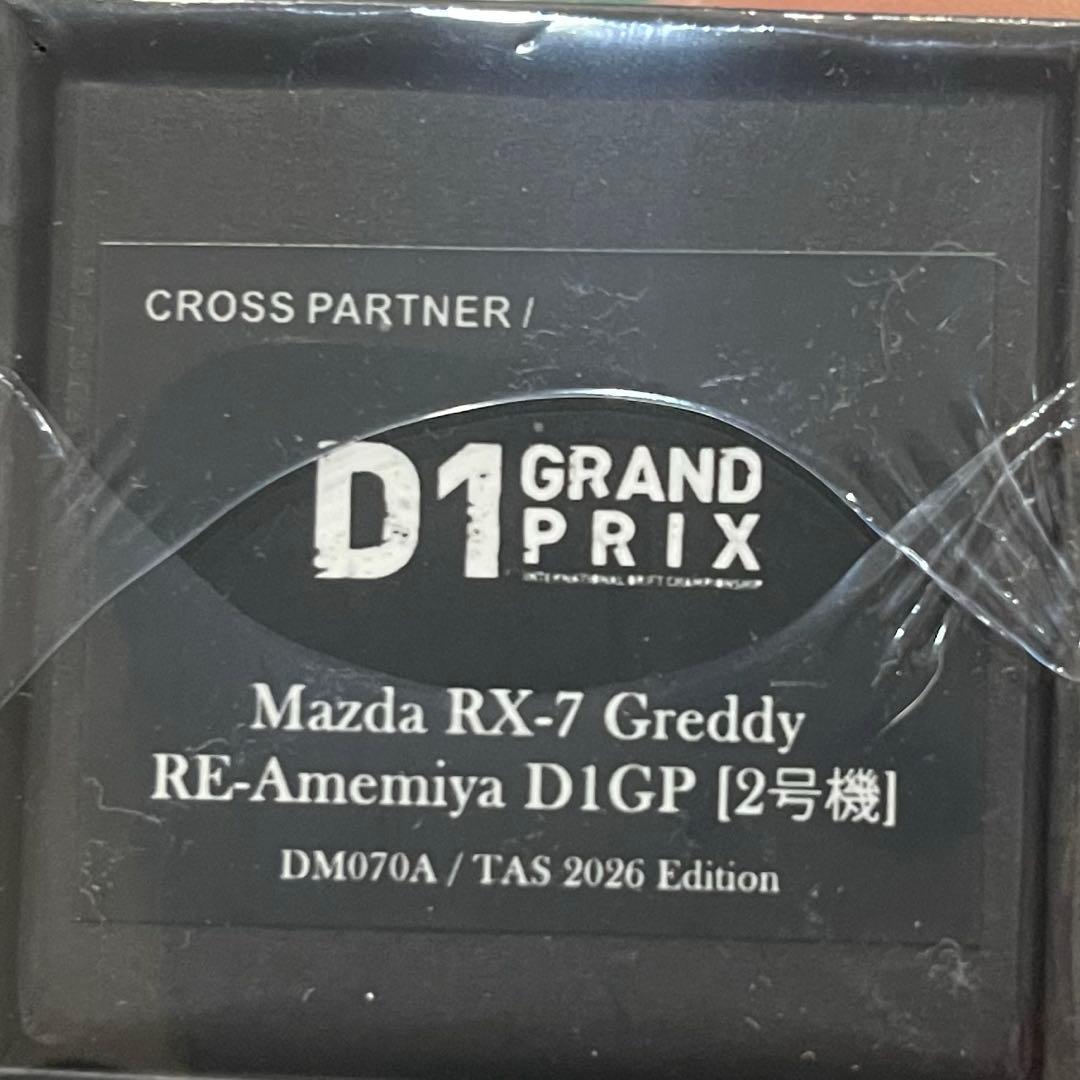 CROSS PARTNER /
D1 GRAND
PRIX
INTERNATIONAL DRIFT CHAMPIONSHIP
Mazda RX-7 Greddy
RE-Amemiya D1GP [2号機]
DM070A / TAS 2026 Edition